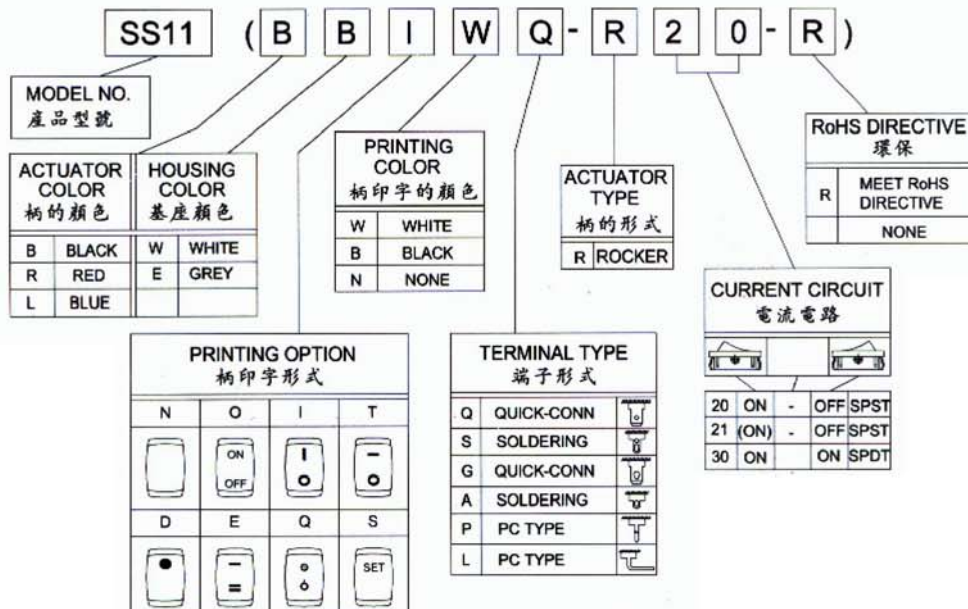 SS11 ( B B I W Q - R 2 0 - R )
MODEL NO.
產品型號
ACTUATOR COLOR
柄的顏色
B BLACK
R RED
L BLUE
HOUSING COLOR
基座顏色
W WHITE
E GREY
PRINTING COLOR
柄印字的顏色
W WHITE
B BLACK
N NONE
ACTUATOR TYPE
柄的形式
R ROCKER
RoHS DIRECTIVE
環保
R MEET RoHS DIRECTIVE
NONE
CURRENT CIRCUIT
電流電路
20 ON - OFF SPST
21 (ON) - OFF SPST
30 ON ON SPDT
PRINTING OPTION
柄印字形式
N O I T
ON
OFF
I
O
–
O
D E Q S
–
=
SET
TERMINAL TYPE
端子形式
Q QUICK-CONN
S SOLDERING
G QUICK-CONN
A SOLDERING
P PC TYPE
L PC TYPE